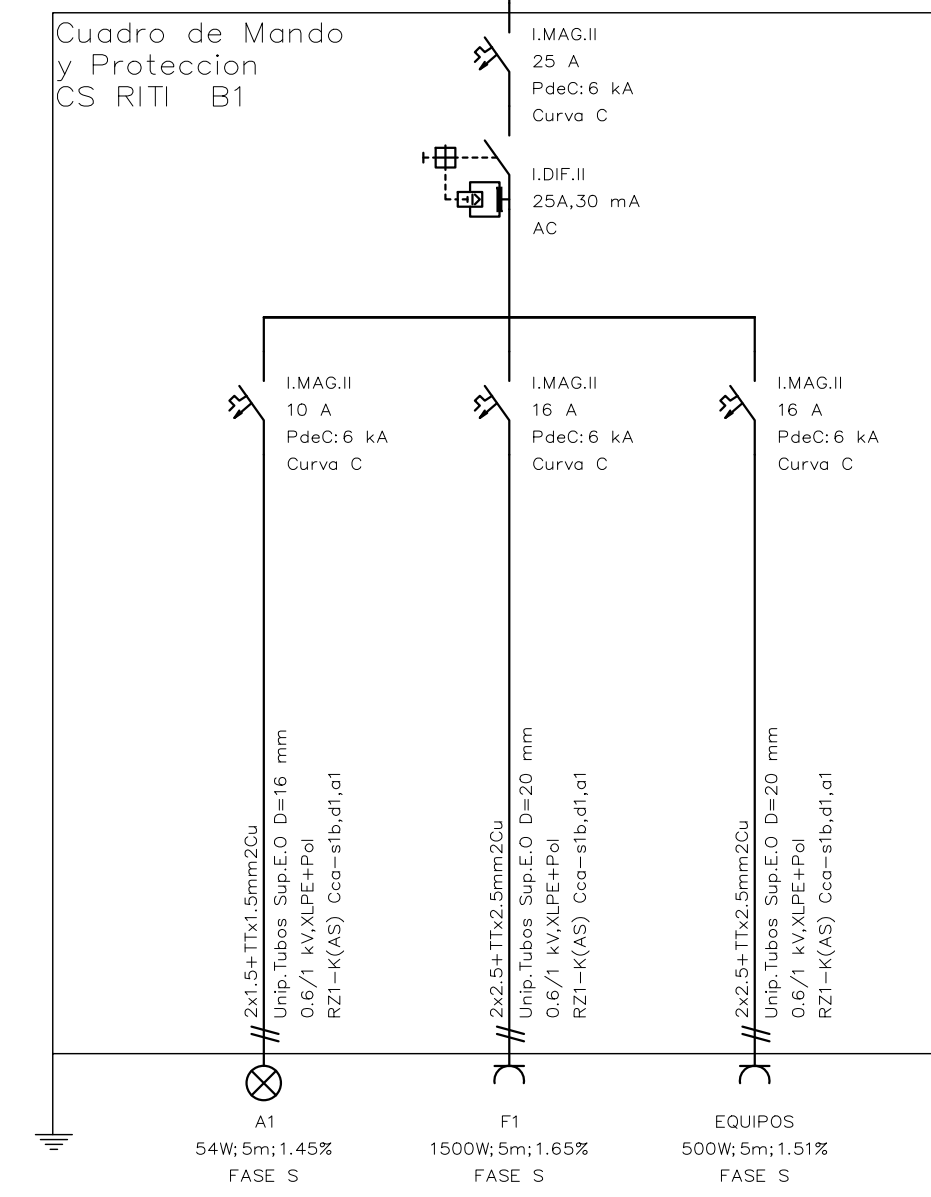 Cuadro de Mando
y Proteccion
CS RITI B1
I.MAG.II
25 A
PdeC: 6 kA
Curva C
I.DIF.II
25A,30 mA
AC
I.MAG.II
10 A
PdeC: 6 kA
Curva C
I.MAG.II
16 A
PdeC: 6 kA
Curva C
I.MAG.II
16 A
PdeC: 6 kA
Curva C
2x1.5+TTx1.5mm2Cu
Unip.Tubos Sup.E.O D=16 mm
0.6/1 kV,XLPE+Pol
RZ1-K(AS) Cca-s1b,d1,a1
2x2.5+TTx2.5mm2Cu
Unip.Tubos Sup.E.O D=20 mm
0.6/1 kV,XLPE+Pol
RZ1-K(AS) Cca-s1b,d1,a1
2x2.5+TTx2.5mm2Cu
Unip.Tubos Sup.E.O D=20 mm
0.6/1 kV,XLPE+Pol
RZ1-K(AS) Cca-s1b,d1,a1
A1
54W;5m;1.45%
FASE S
F1
1500W;5m;1.65%
FASE S
EQUIPOS
500W;5m;1.51%
FASE S